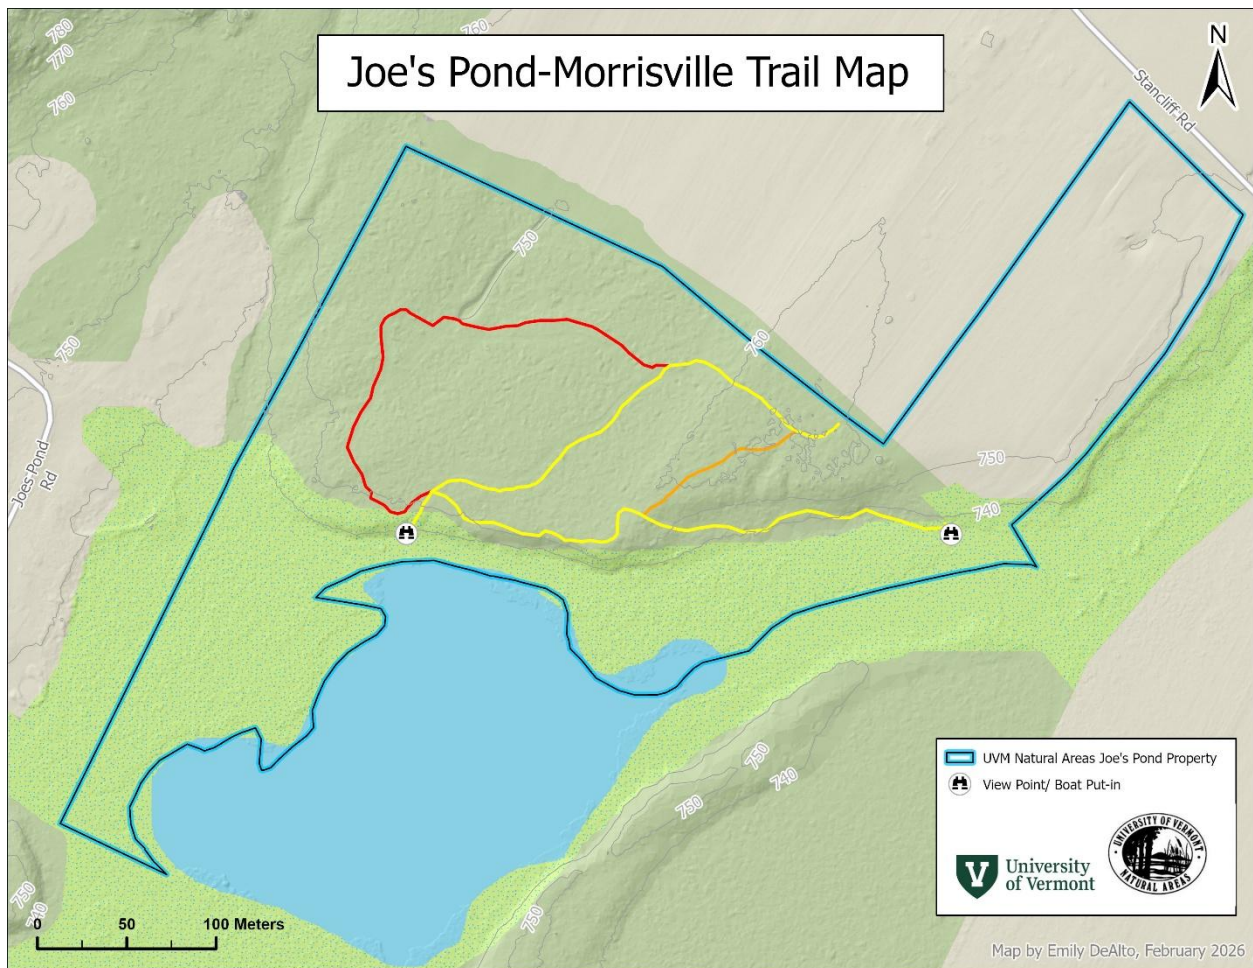 780
770
760
760
Joe's Pond-Morrisville Trail Map
N
Stancliff Rd
750
760
750
Joes Pond
Rd
750
740
750
740
750
750
740
750
UVM Natural Areas Joe's Pond Property
View Point/ Boat Put-in
UNIVERSITY OF VERMONT
NATURAL AREAS
V
University
of Vermont
0 50 100 Meters
Map by Emily DeAlto, February 2026